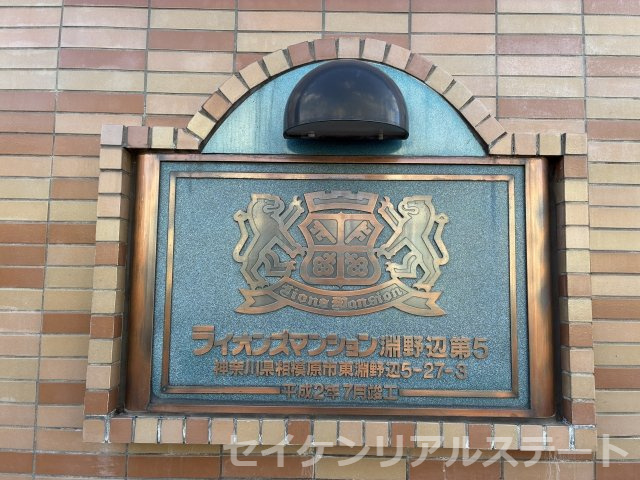 Lions Mansion
ライオンズマンション淵野辺第5
神奈川県相模原市東淵野辺5-27-3
平成2年7月竣工
セイケンリアルステート